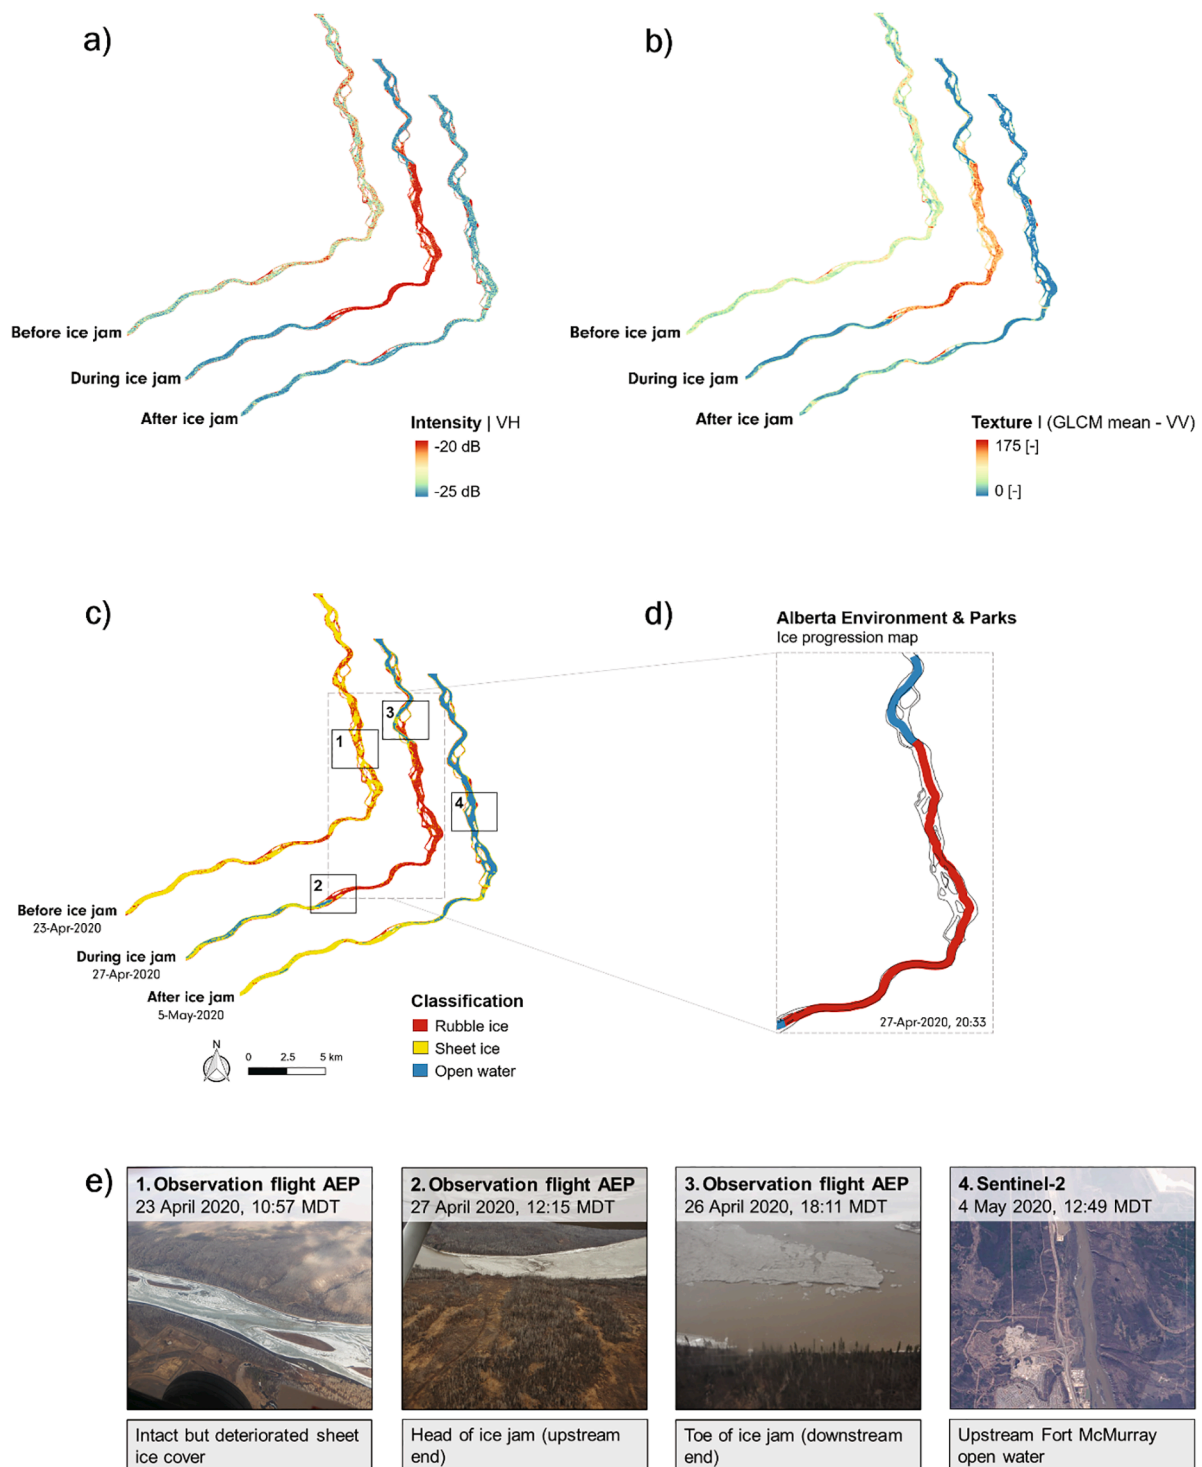 a)
b)
Before ice jam
During ice jam
After ice jam
Intensity | VH
-20 dB
-25 dB
Before ice jam
During ice jam
After ice jam
Texture | (GLCM mean - VV)
175 [-]
0 [-]
c)
1
2
3
4
Before ice jam
23-Apr-2020
During ice jam
27-Apr-2020
After ice jam
5-May-2020
Classification
Rubble ice
Sheet ice
Open water
N
0 2.5 5 km
d)
Alberta Environment & Parks
Ice progression map
27-Apr-2020, 20:33
e)
1. Observation flight AEP
23 April 2020, 10:57 MDT
Intact but deteriorated sheet
ice cover
2. Observation flight AEP
27 April 2020, 12:15 MDT
Head of ice jam (upstream
end)
3. Observation flight AEP
26 April 2020, 18:11 MDT
Toe of ice jam (downstream
end)
4. Sentinel-2
4 May 2020, 12:49 MDT
Upstream Fort McMurray
open water